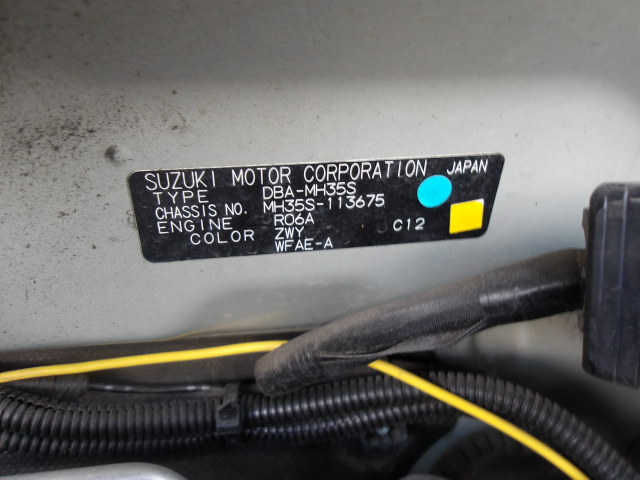 SUZUKI MOTOR CORPORATION JAPAN
TYPE DBA-MH35S
CHASSIS NO. MH35S-113675
ENGINE R06A C12
COLOR ZWY
WFAE-A